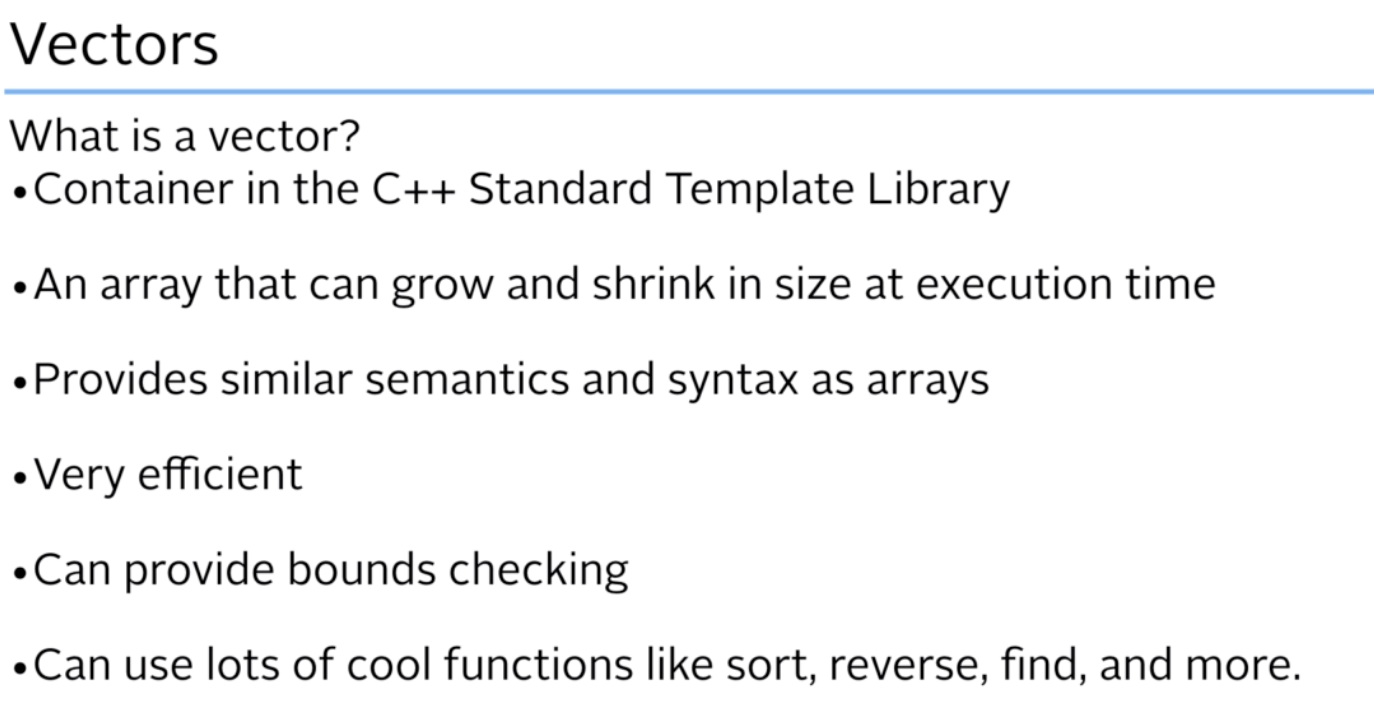 Vectors
What is a vector?
•Container in the C++ Standard Template Library
•An array that can grow and shrink in size at execution time
•Provides similar semantics and syntax as arrays
•Very efficient
•Can provide bounds checking
•Can use lots of cool functions like sort, reverse, find, and more.